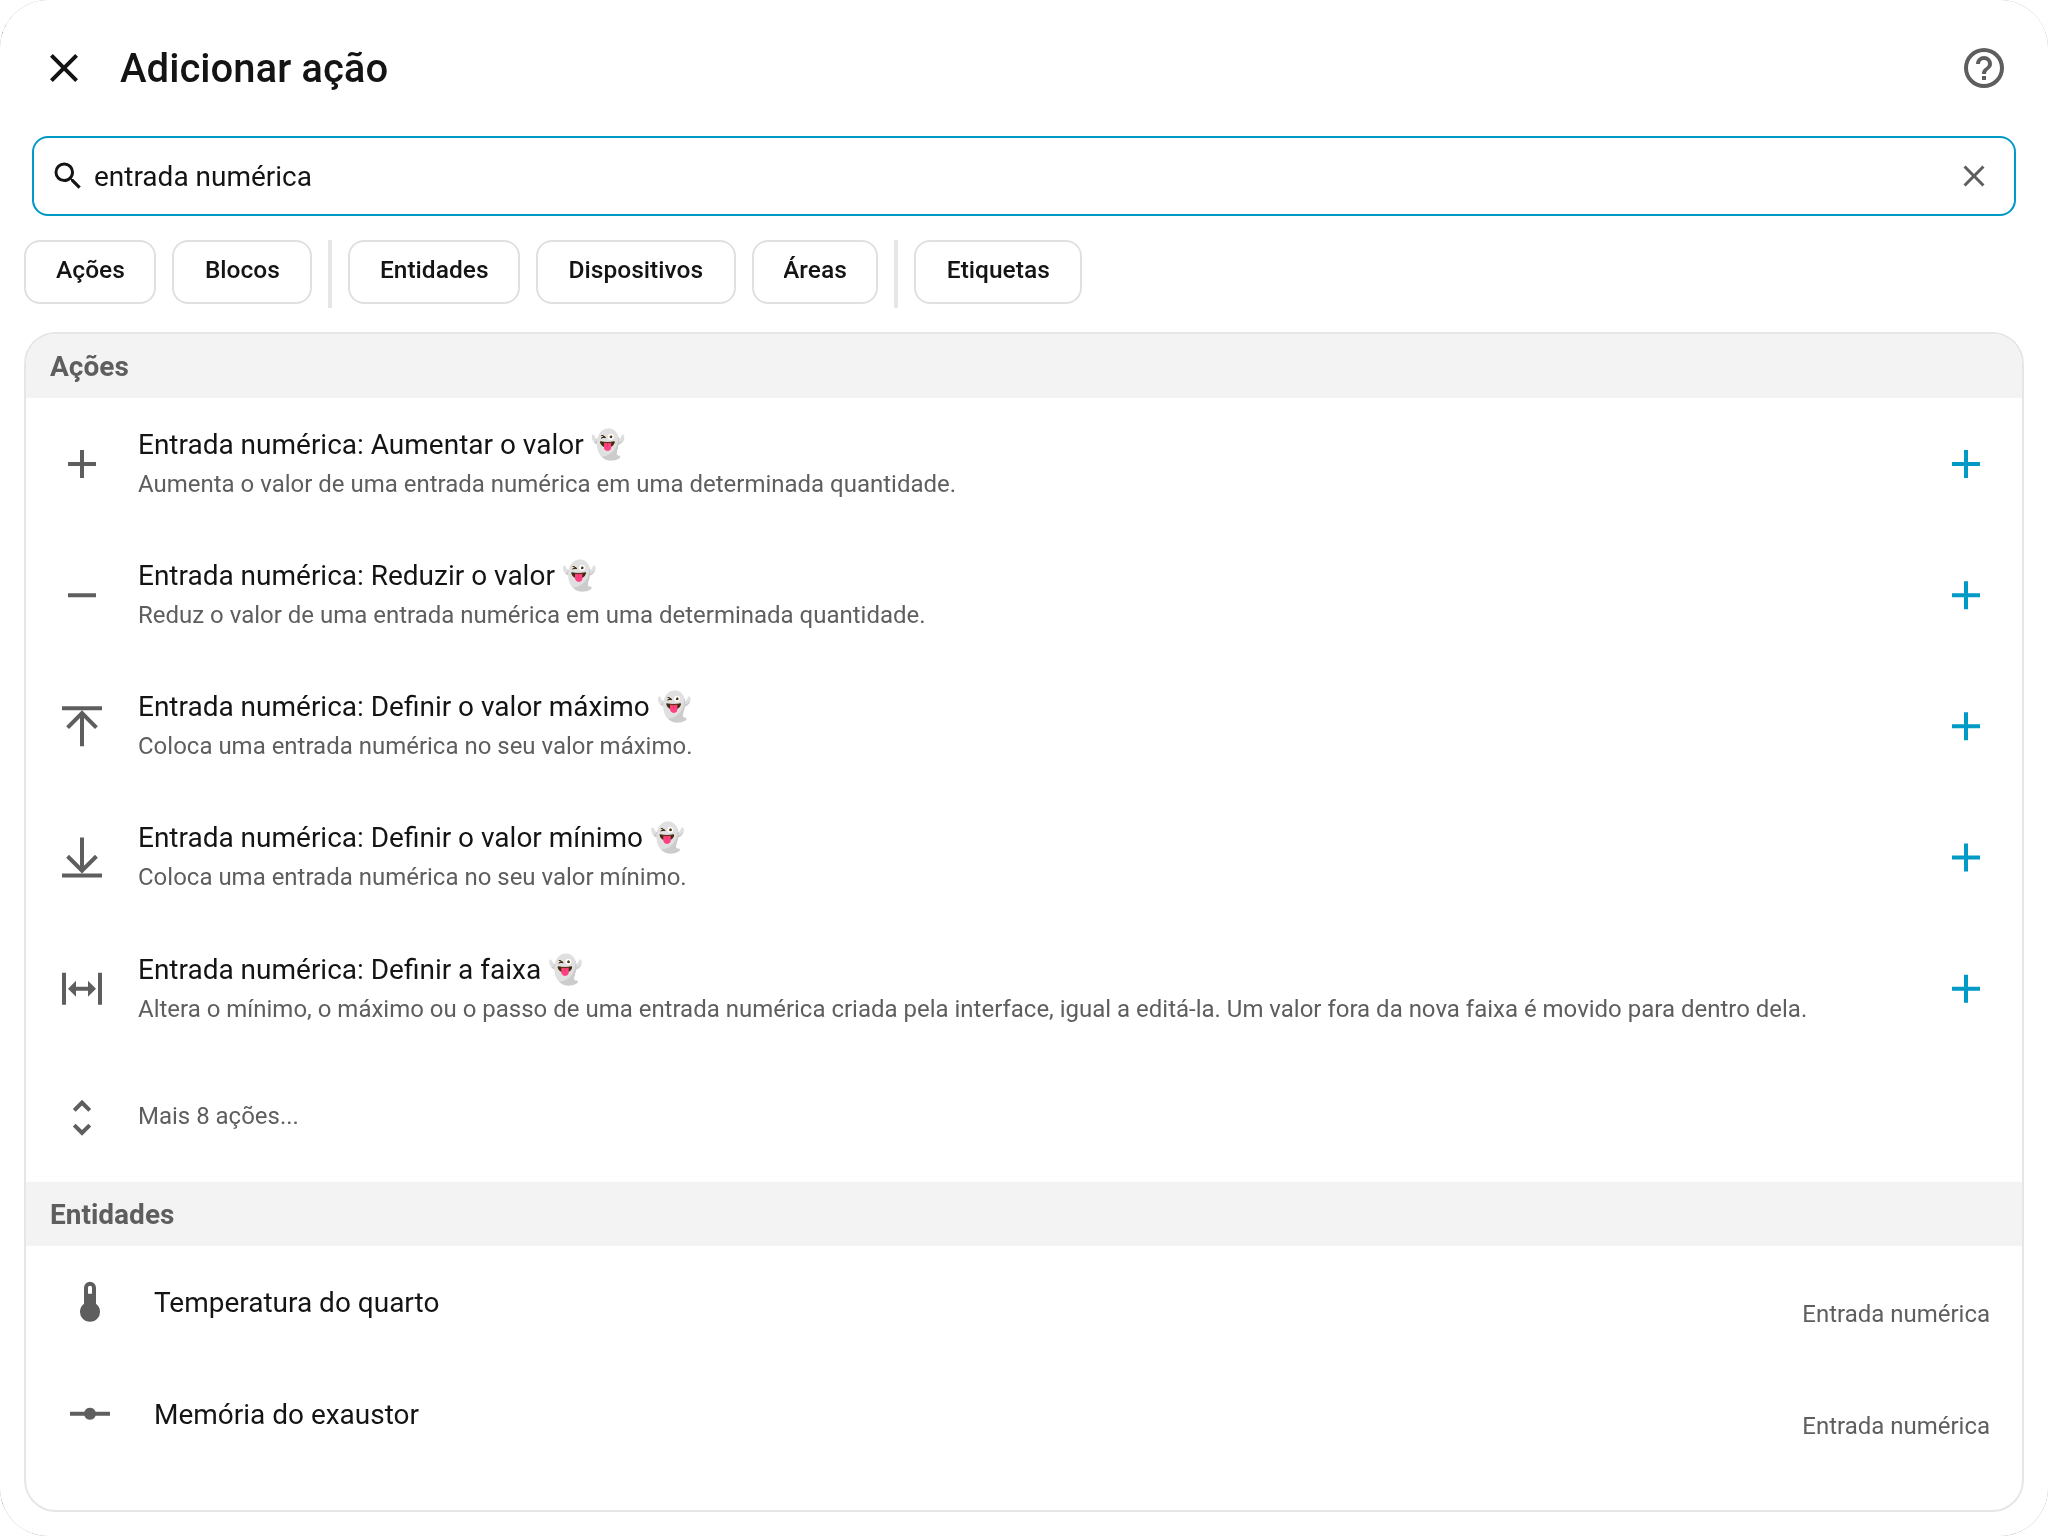 Adicionar ação
entrada numérica
Ações
Blocos
Entidades
Dispositivos
Áreas
Etiquetas
Ações
Entrada numérica: Aumentar o valor 👻
Aumenta o valor de uma entrada numérica em uma determinada quantidade.
Entrada numérica: Reduzir o valor 👻
Reduz o valor de uma entrada numérica em uma determinada quantidade.
Entrada numérica: Definir o valor máximo 👻
Coloca uma entrada numérica no seu valor máximo.
Entrada numérica: Definir o valor mínimo 👻
Coloca uma entrada numérica no seu valor mínimo.
Entrada numérica: Definir a faixa 👻
Altera o mínimo, o máximo ou o passo de uma entrada numérica criada pela interface, igual a editá-la. Um valor fora da nova faixa é movido para dentro dela.
Mais 8 ações...
Entidades
Temperatura do quarto
Entrada numérica
Memória do exaustor
Entrada numérica